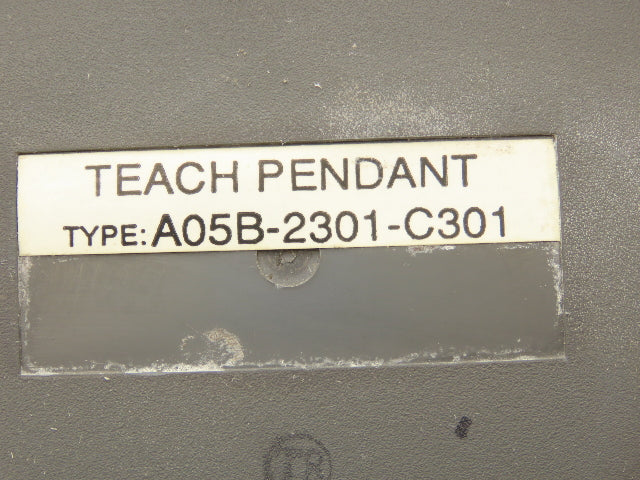 TEACH PENDANT
TYPE: A05B-2301-C301